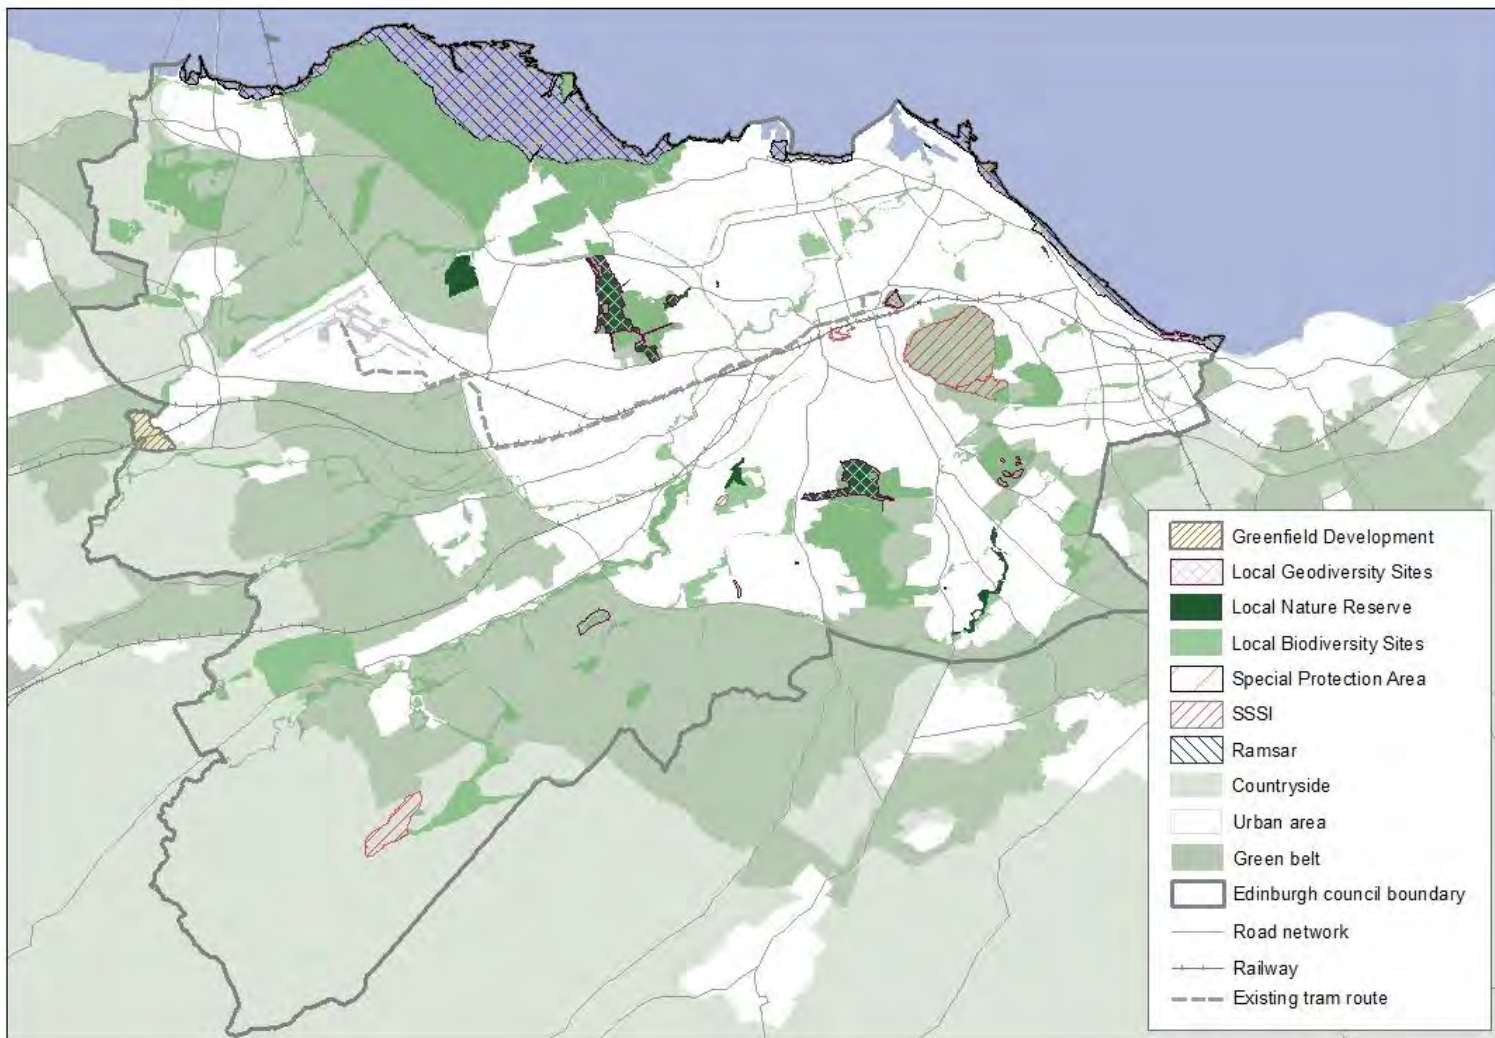 Greenfield Development
Local Geodiversity Sites
Local Nature Reserve
Local Biodiversity Sites
Special Protection Area
SSSI
Ramsar
Countryside
Urban area
Green belt
Edinburgh council boundary
Road network
Railway
Existing tram route